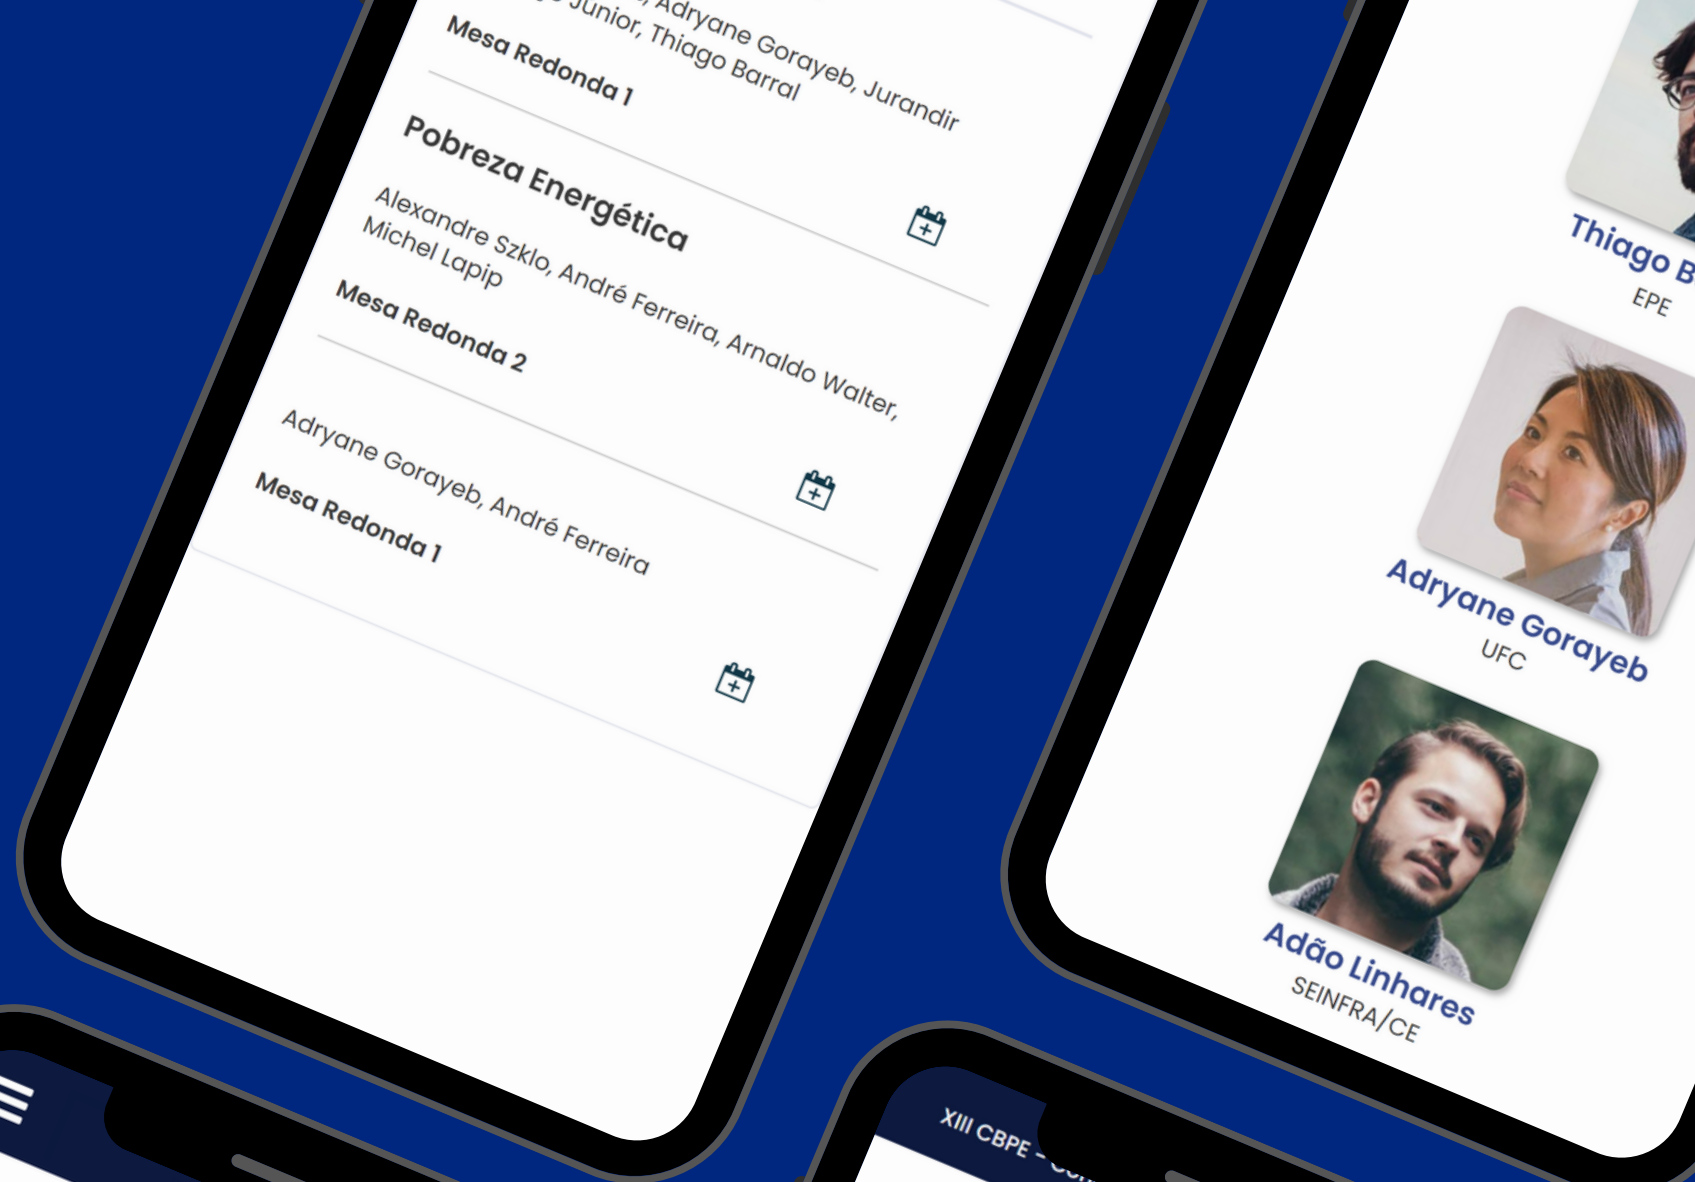 Adryane Gorayeb, Jurandir
Junior, Thiago Barral
Mesa Redonda 1
Pobreza Energética
Alexandre Szklo, André Ferreira, Arnaldo Walter,
Michel Lapip
Mesa Redonda 2
Adryane Gorayeb, André Ferreira
Mesa Redonda 1
Thiago B
EPE
Adryane Gorayeb
UFC
Adão Linhares
SEINFRA/CE
XIII CBPE -